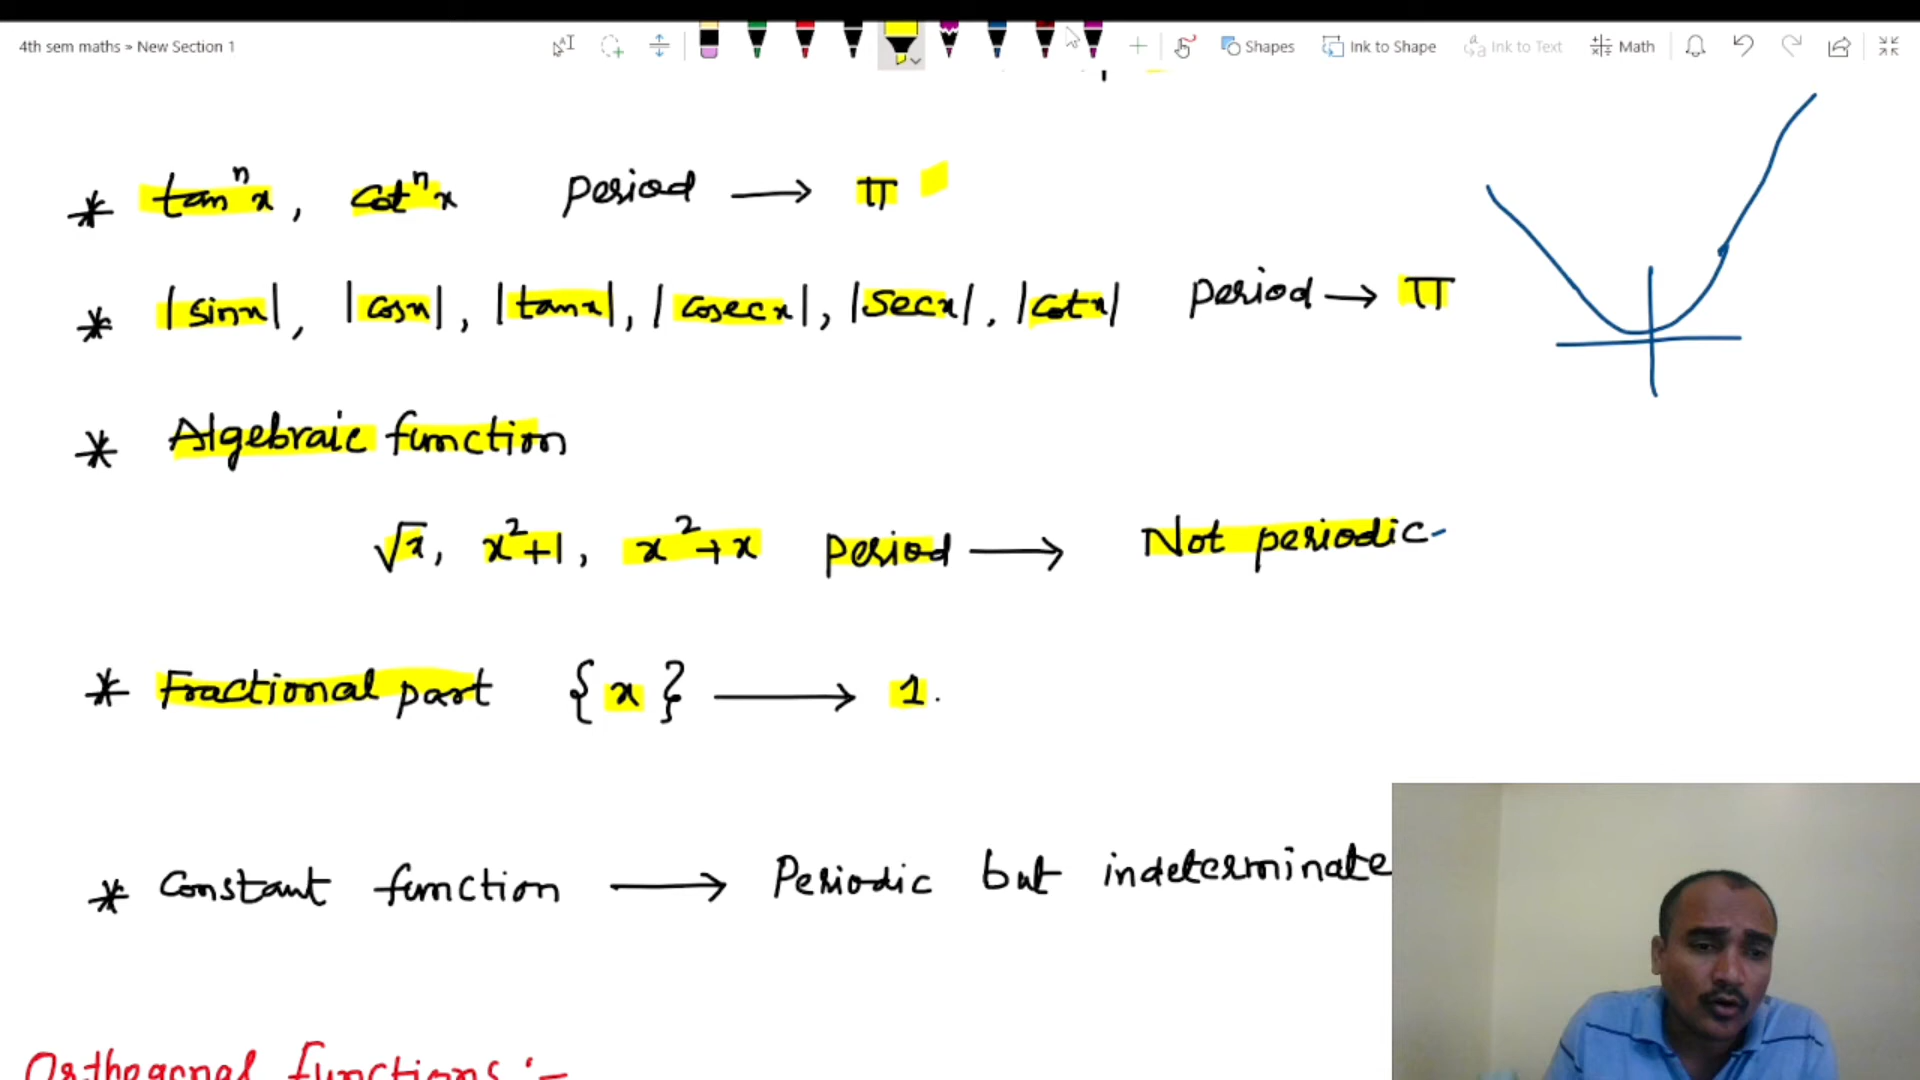 4th sem maths » New Section 1 Shapes Ink to Shape Ink to Text Math
* tanⁿx, cotⁿx Period → π
* |sinx|, |cosx|, |tanx|, |cosecx|, |secx|, |cotx| Period → π
* Algebraic function
√x, x²+1, x²+x Period → Not periodic-
* Fractional part {x} → 1.
* Constant function → Periodic but indeterminate
Orthogonal functions :-